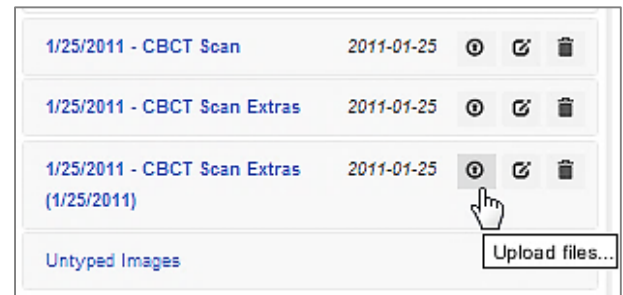 1/25/2011 - CBCT Scan 2011-01-25
1/25/2011 - CBCT Scan Extras 2011-01-25
1/25/2011 - CBCT Scan Extras 2011-01-25
(1/25/2011)
Upload files...
Untyped Images